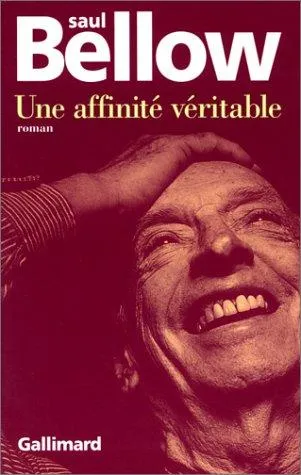 saul
Bellow
Une affinité véritable
roman
Gallimard